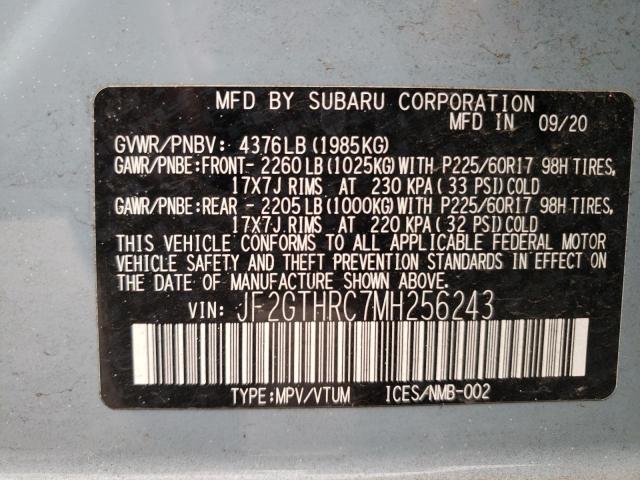 MFD BY SUBARU CORPORATION
MFD IN 09/20
GVWR/PNBV: 4376LB (1985KG)
GAWR/PNBE:FRONT- 2260 LB (1025KG) WITH P225/60R17 98H TIRES,
17X7J RIMS AT 230 KPA ( 33 PSI) COLD
GAWR/PNBE:REAR - 2205 LB (1000KG) WITH P225/60R17 98H TIRES,
17X7J RIMS AT 220 KPA ( 32 PSI) COLD
THIS VEHICLE CONFORMS TO ALL APPLICABLE FEDERAL MOTOR
VEHICLE SAFETY AND THEFT PREVENTION STANDARDS IN EFFECT ON
THE DATE OF MANUFACTURE SHOWN ABOVE.
VIN: JF2GTHRC7MH256243
TYPE:MPV/VTUM ICES/NMB-002